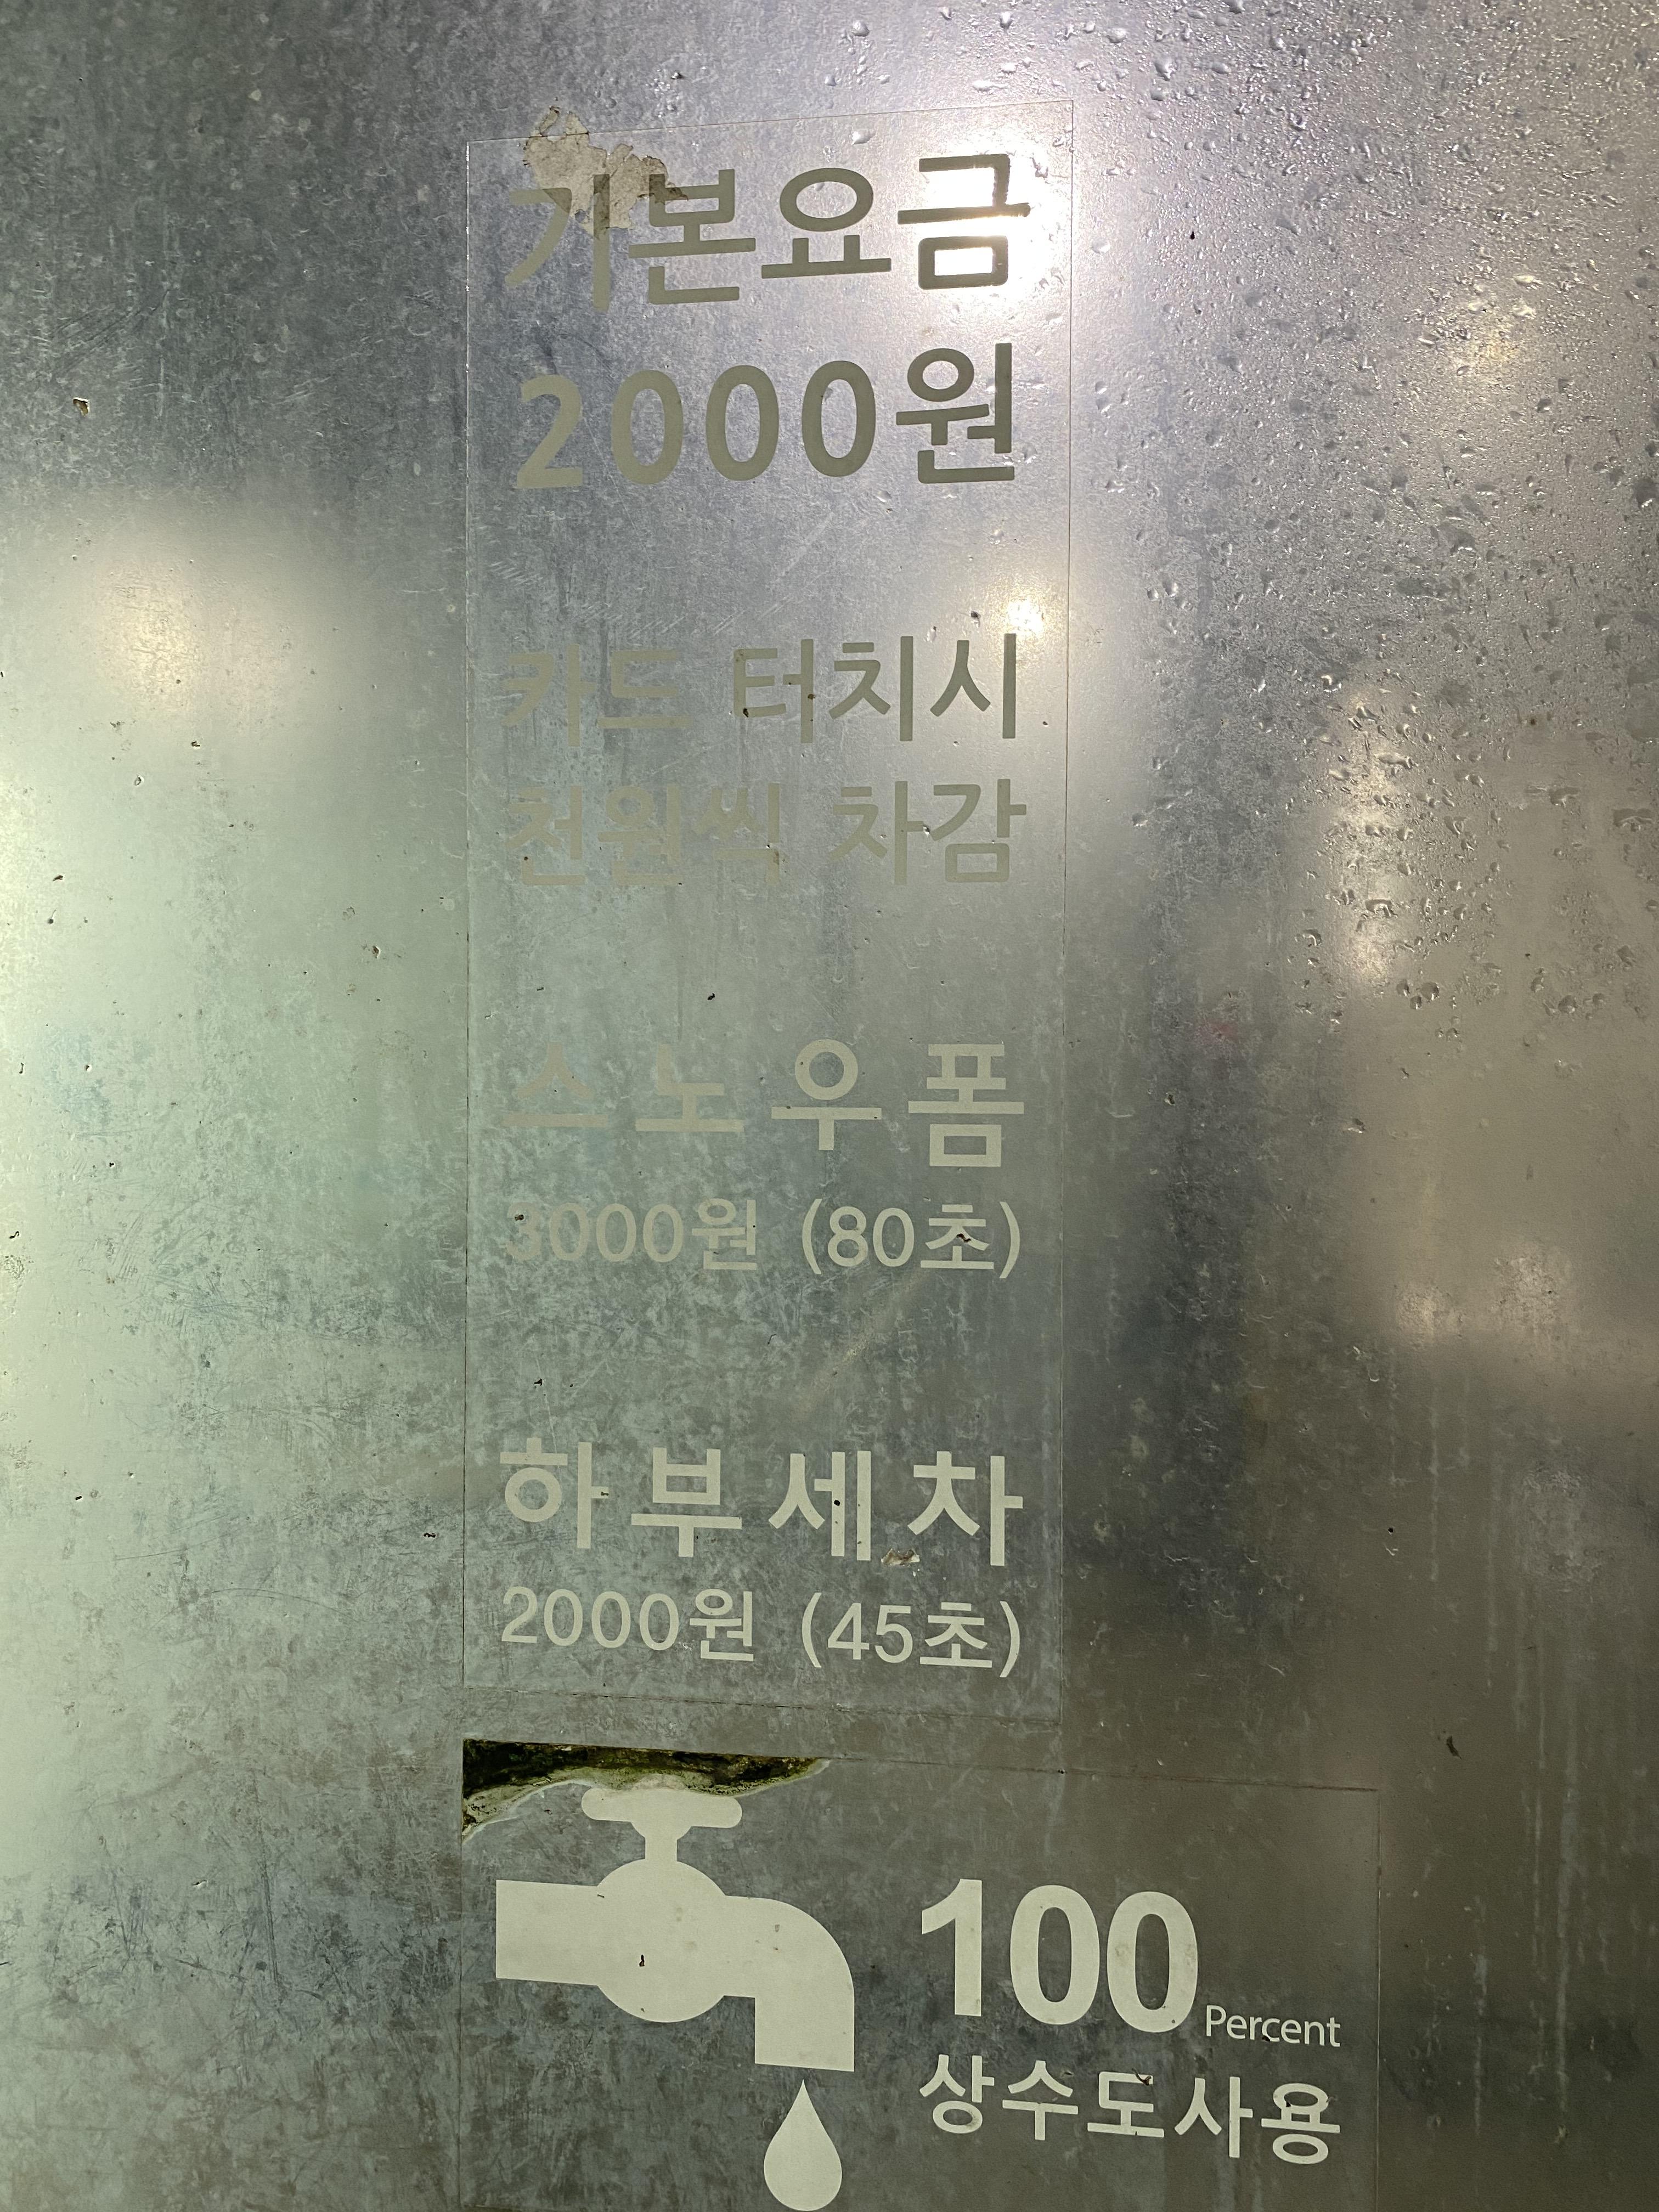 기본요금
2000원
카드 터치시
천원씩 차감
스노우폼
3000원 (80초)
하부세차
2000원 (45초)
100 Percent
상수도사용